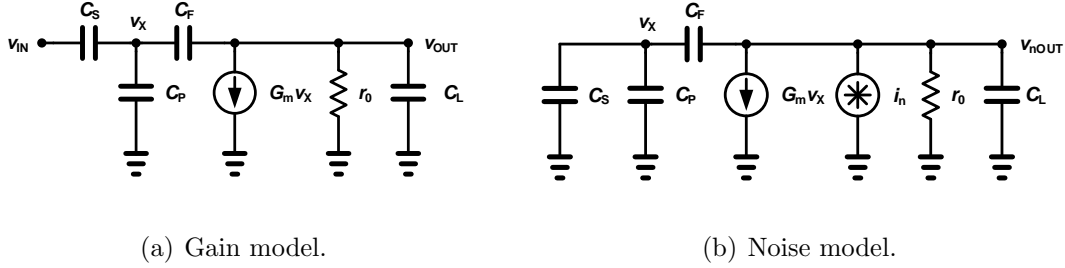 C_S v_X C_F
v_IN v_OUT
C_P G_m v_X r_0 C_L
v_X C_F
v_nOUT
C_S C_P G_m v_X i_n r_0 C_L
(a) Gain model.
(b) Noise model.